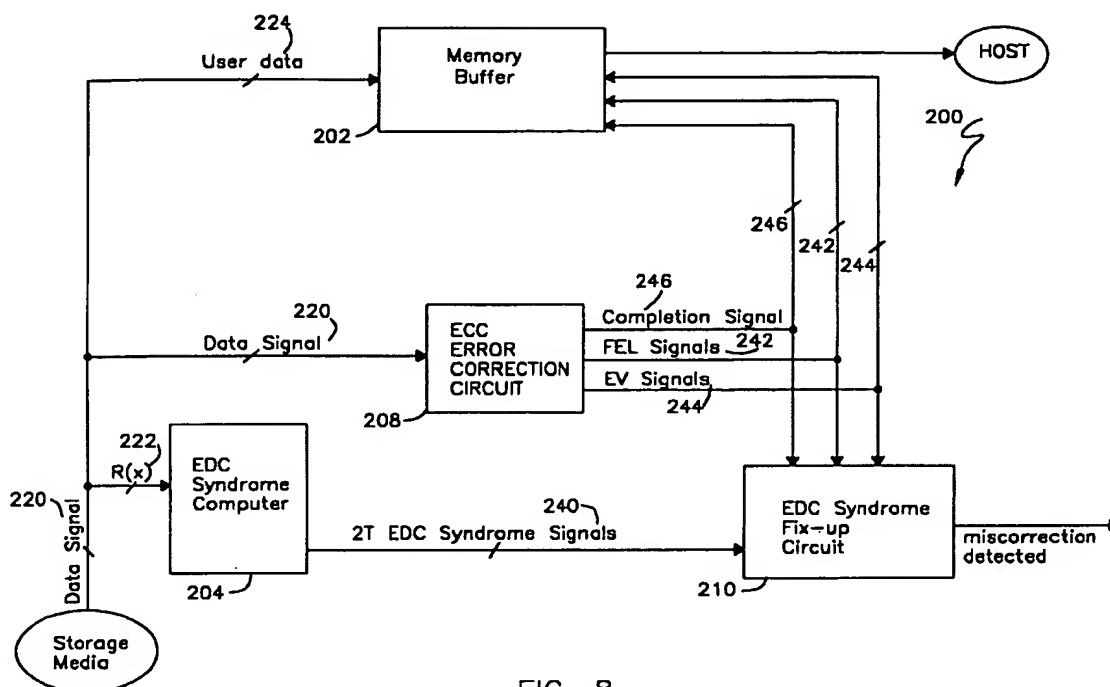 224
User data
Memory
Buffer
202
HOST
200
246
242
244
246
220
Data Signal
ECC
ERROR
CORRECTION
CIRCUIT
208
Completion Signal
FEL Signals
242
EV Signals
244
222
R(x)
220
Data Signal
EDC
Syndrome
Computer
204
240
2T EDC Syndrome Signals
EDC Syndrome
Fix-up
Circuit
210
miscorrection
detected
Storage
Media